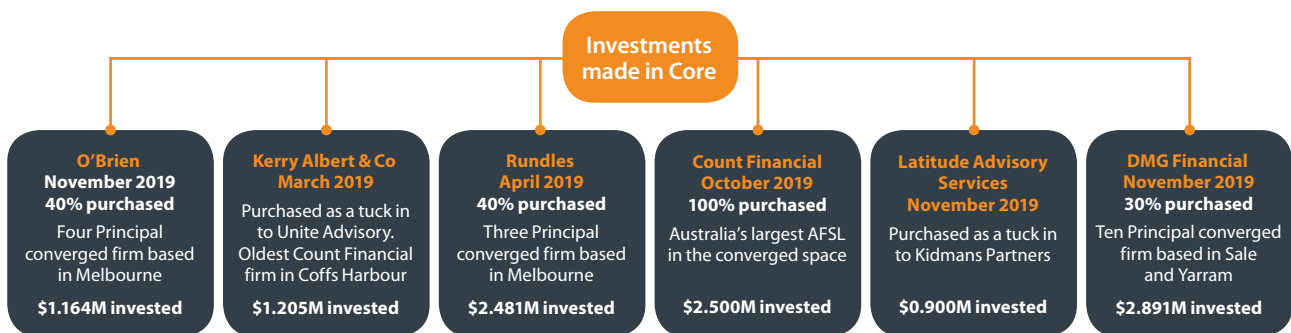 Investments
made in Core
O’Brien
November 2019
40% purchased
Four Principal
converged firm based
in Melbourne
$1.164M invested
Kerry Albert & Co
March 2019
Purchased as a tuck in
to Unite Advisory.
Oldest Count Financial
firm in Coffs Harbour
$1.205M invested
Rundles
April 2019
40% purchased
Three Principal
converged firm based
in Melbourne
$2.481M invested
Count Financial
October 2019
100% purchased
Australia’s largest AFSL
in the converged space
$2.500M invested
Latitude Advisory
Services
November 2019
Purchased as a tuck in
to Kidmans Partners
$0.900M invested
DMG Financial
November 2019
30% purchased
Ten Principal converged
firm based in Sale
and Yarram
$2.891M invested